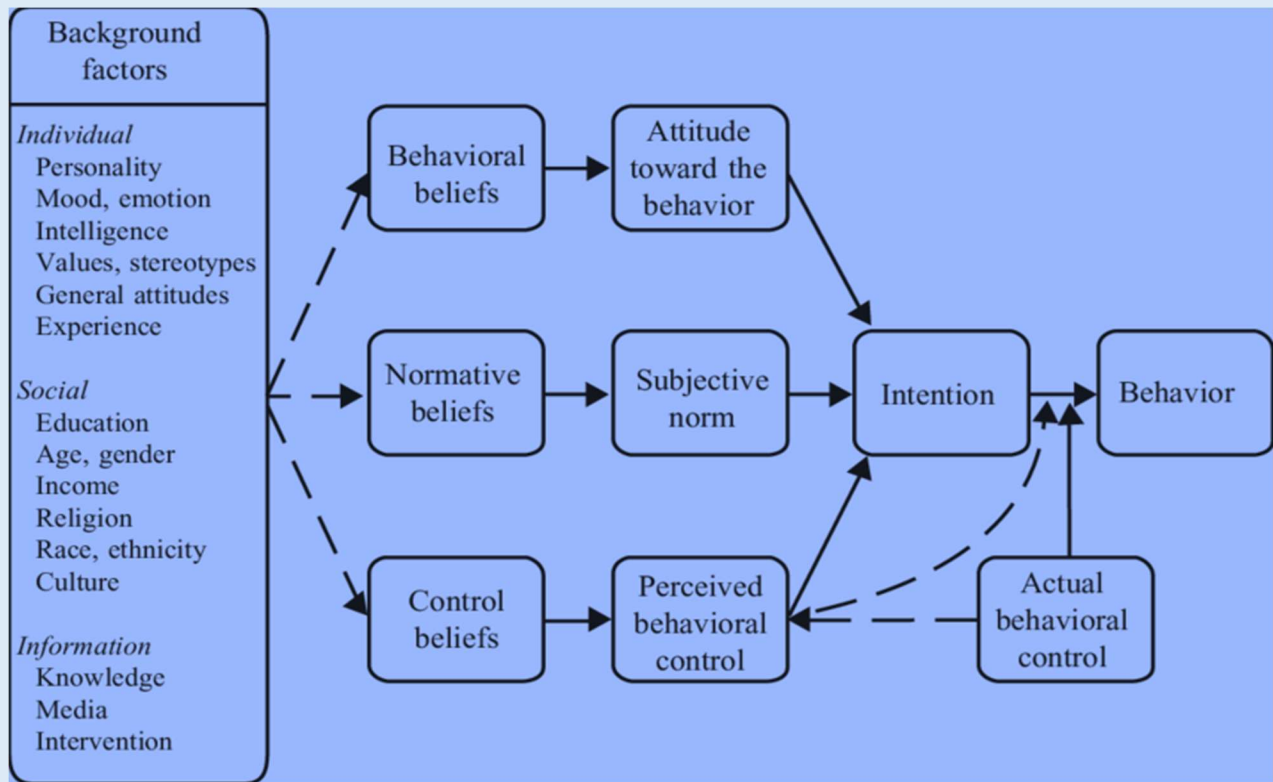 Background
factors
Individual
Personality
Mood, emotion
Intelligence
Values, stereotypes
General attitudes
Experience
Social
Education
Age, gender
Income
Religion
Race, ethnicity
Culture
Information
Knowledge
Media
Intervention
Behavioral
beliefs
Attitude
toward the
behavior
Normative
beliefs
Subjective
norm
Intention
Behavior
Control
beliefs
Perceived
behavioral
control
Actual
behavioral
control